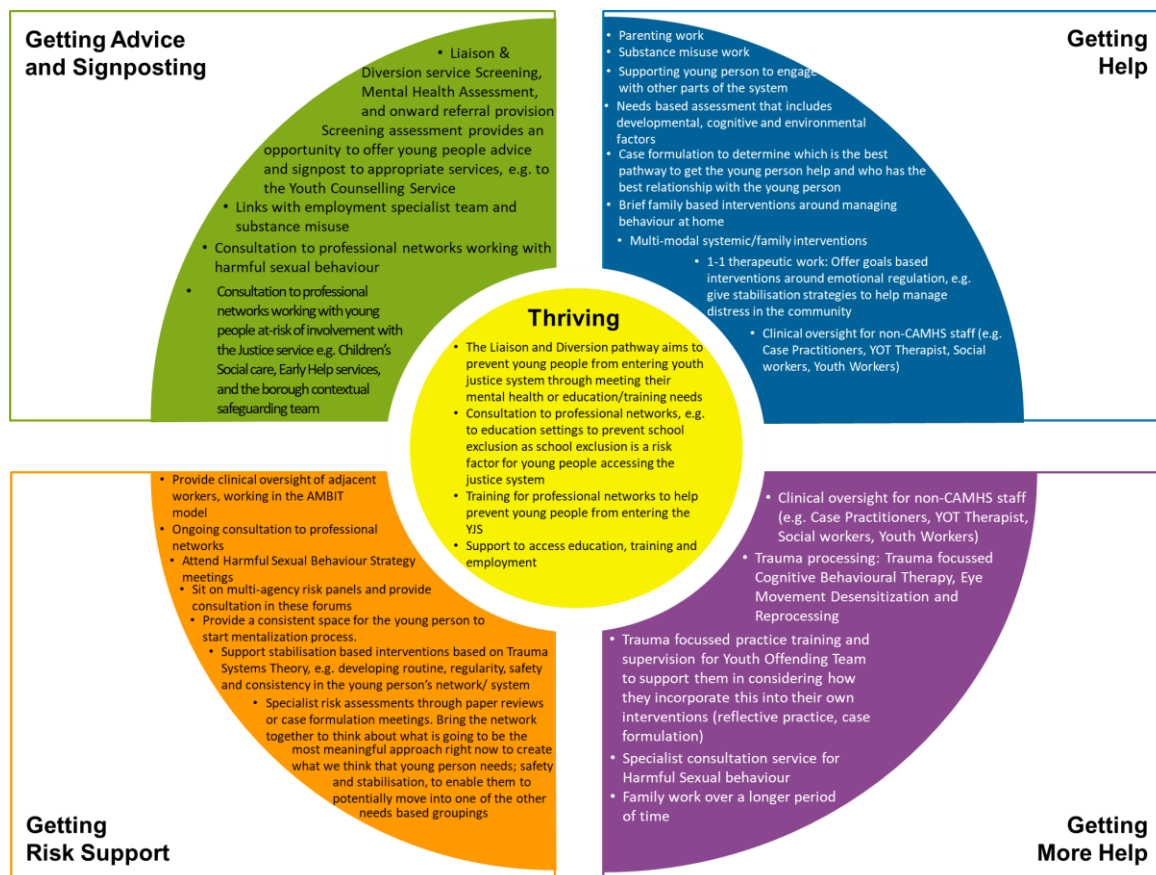 Getting Advice
and Signposting
• Liaison &
Diversion service Screening,
Mental Health Assessment,
and onward referral provision
Screening assessment provides an
opportunity to offer young people advice
and signpost to appropriate services, e.g. to
the Youth Counselling Service
• Links with employment specialist team and
substance misuse
• Consultation to professional networks working with
harmful sexual behaviour
• Consultation to professional
networks working with young
people at-risk of involvement with
the Justice service e.g. Children's
Social care, Early Help services,
and the borough contextual
safeguarding team
Getting
Help
• Parenting work
• Substance misuse work
• Supporting young person to engage
with other parts of the system
• Needs based assessment that includes
developmental, cognitive and environmental
factors
• Case formulation to determine which is the best
pathway to get the young person help and who has the
best relationship with the young person
• Brief family based interventions around managing
behaviour at home
• Multi-modal systemic/family interventions
• 1-1 therapeutic work: Offer goals based
interventions around emotional regulation, e.g.
give stabilisation strategies to help manage
distress in the community
• Clinical oversight for non-CAMHS staff (e.g.
Case Practitioners, YOT Therapist, Social
workers, Youth Workers)
Thriving
• The Liaison and Diversion pathway aims to
prevent young people from entering youth
justice system through meeting their
mental health or education/training needs
• Consultation to professional networks, e.g.
to education settings to prevent school
exclusion as school exclusion is a risk
factor for young people accessing the
justice system
• Training for professional networks to help
prevent young people from entering the
YJS
• Support to access education, training and
employment
• Provide clinical oversight of adjacent
workers, working in the AMBIT
model
• Ongoing consultation to professional
networks
• Attend Harmful Sexual Behaviour Strategy
meetings
• Sit on multi-agency risk panels and provide
consultation in these forums
• Provide a consistent space for the young person to
start mentalization process.
• Support stabilisation based interventions based on Trauma
Systems Theory, e.g. developing routine, regularity, safety
and consistency in the young person's network/ system
• Specialist risk assessments through paper reviews
or case formulation meetings. Bring the network
together to think about what is going to be the
most meaningful approach right now to create
what we think that young person needs; safety
and stabilisation, to enable them to
potentially move into one of the other
needs based groupings
Getting
Risk Support
• Clinical oversight for non-CAMHS staff
(e.g. Case Practitioners, YOT Therapist,
Social workers, Youth Workers)
• Trauma processing: Trauma focussed
Cognitive Behavioural Therapy, Eye
Movement Desensitization and
Reprocessing
• Trauma focussed practice training and
supervision for Youth Offending Team
to support them in considering how
they incorporate this into their own
interventions (reflective practice, case
formulation)
• Specialist consultation service for
Harmful Sexual behaviour
• Family work over a longer period
of time
Getting
More Help